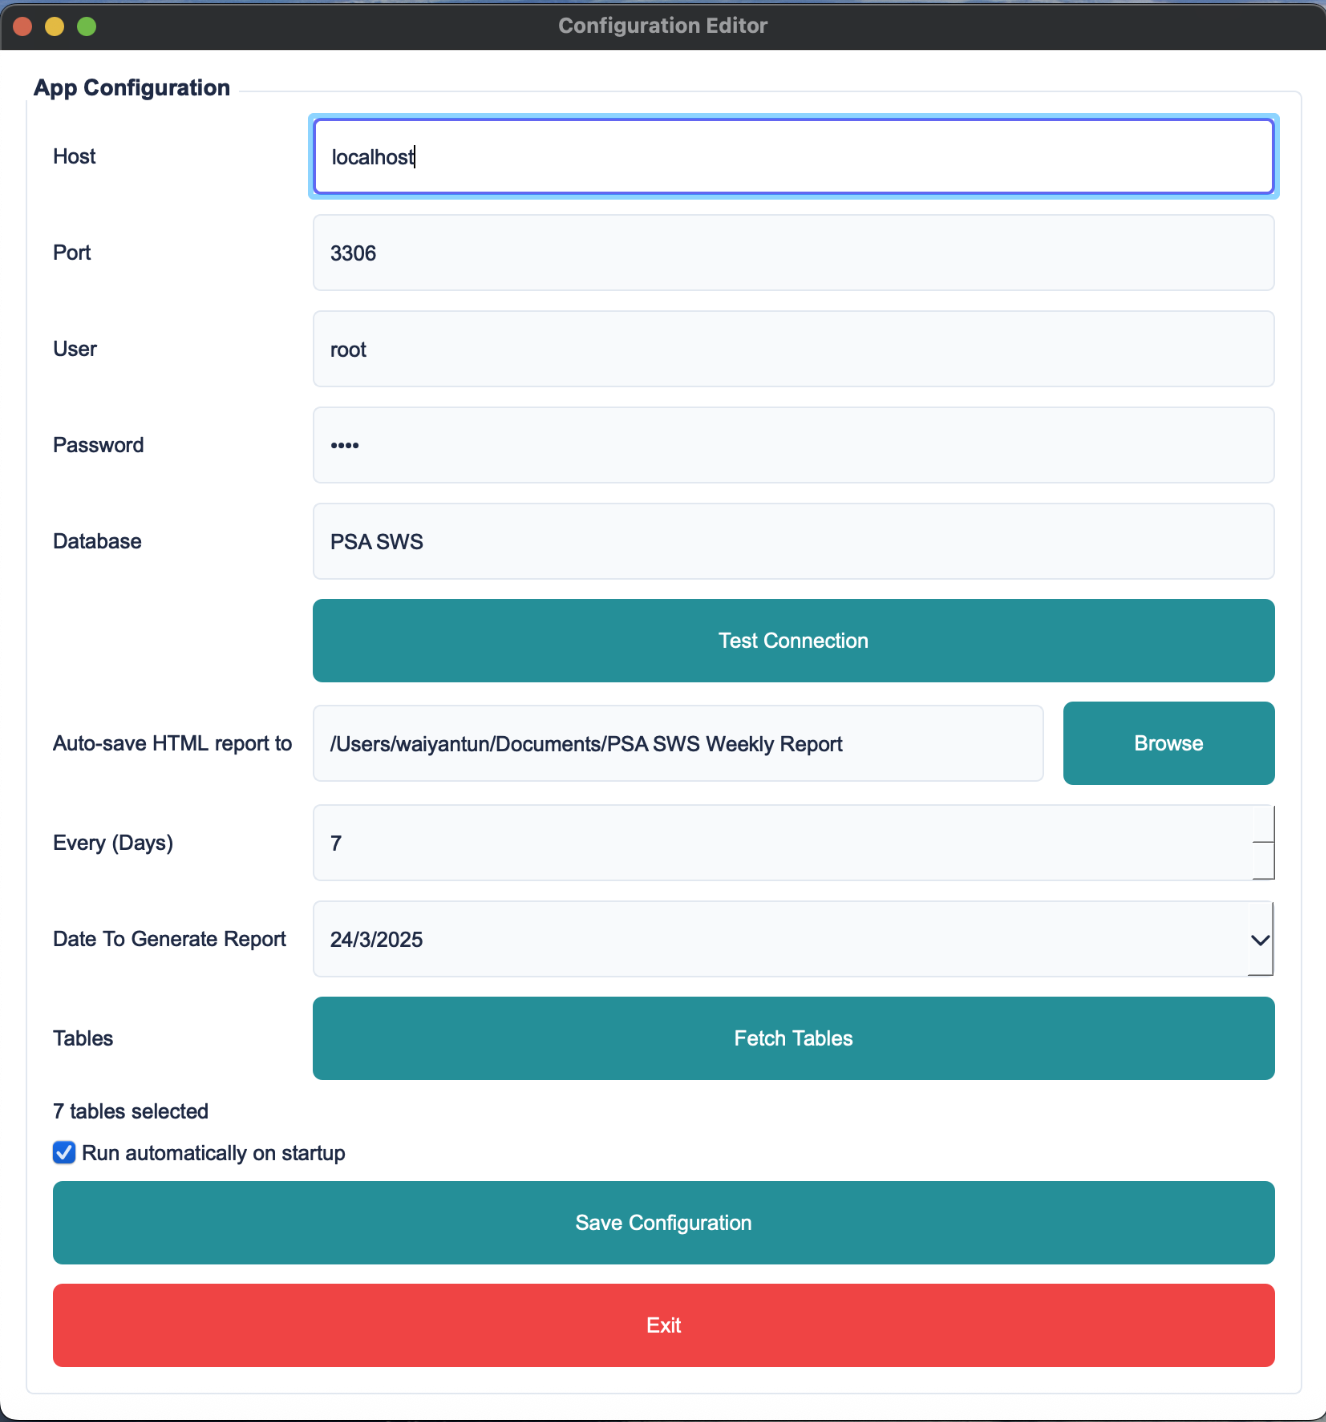 Configuration Editor
App Configuration
Host
localhost
Port
3306
User
root
Password
••••
Database
PSA SWS
Test Connection
Auto-save HTML report to
/Users/waiyantun/Documents/PSA SWS Weekly Report
Browse
Every (Days)
7
Date To Generate Report
24/3/2025
Tables
Fetch Tables
7 tables selected
Run automatically on startup
Save Configuration
Exit